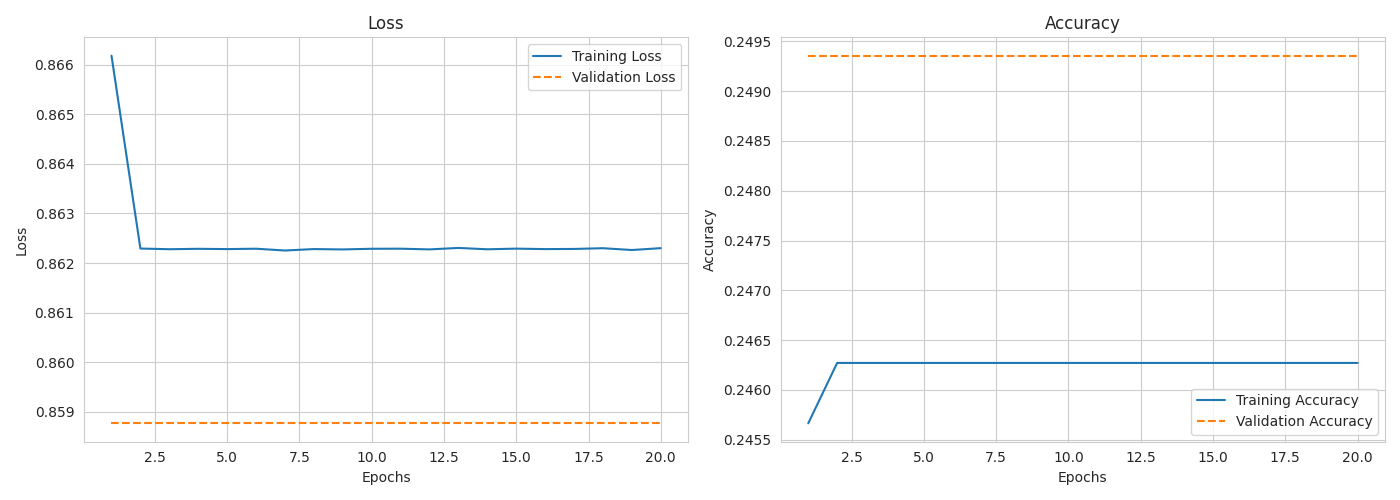 Loss
Training Loss
Validation Loss
0.866
0.865
0.864
0.863
0.862
0.861
0.860
0.859
Loss
2.5 5.0 7.5 10.0 12.5 15.0 17.5 20.0
Epochs
Accuracy
0.2495
0.2490
0.2485
0.2480
0.2475
0.2470
0.2465
0.2460
0.2455
Accuracy
Training Accuracy
Validation Accuracy
2.5 5.0 7.5 10.0 12.5 15.0 17.5 20.0
Epochs